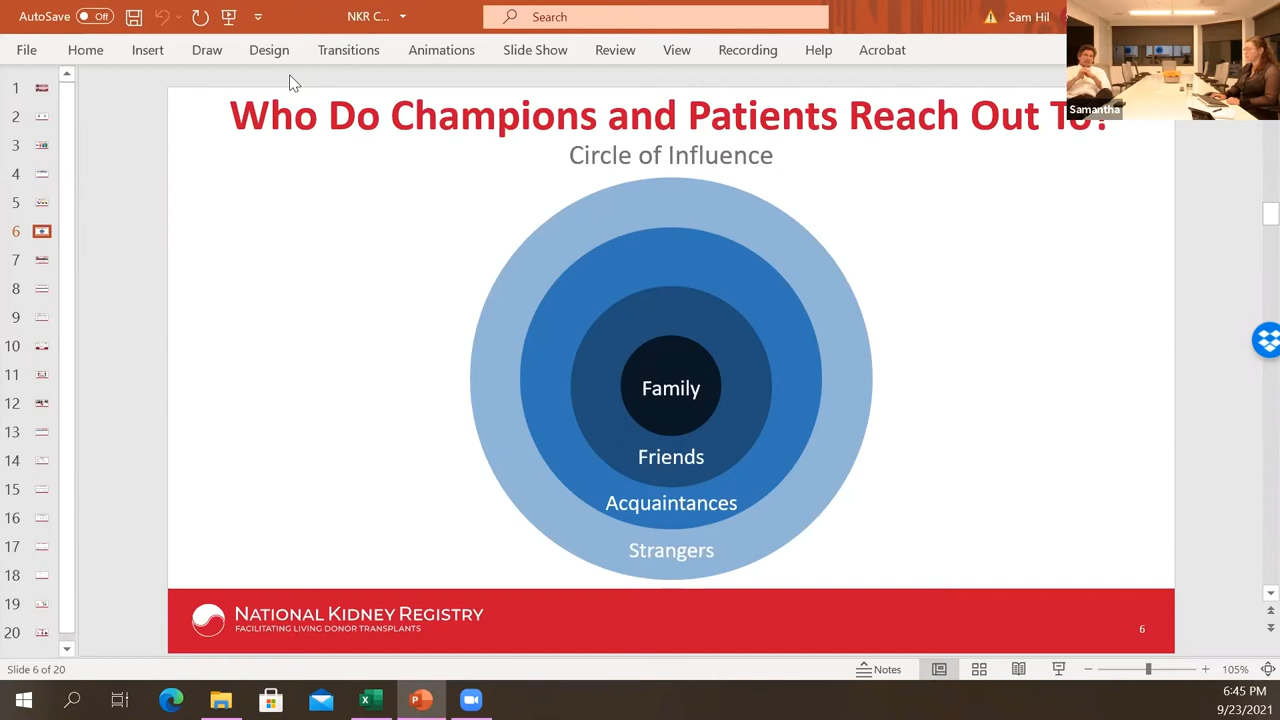 AutoSave Off NKR C... Search Sam Hil
File Home Insert Draw Design Transitions Animations Slide Show Review View Recording Help Acrobat
Samantha
1
2
3
4
5
6
7
8
9
10
11
12
13
14
15
16
17
18
19
20
Who Do Champions and Patients Reach Out To?
Circle of Influence
Family
Friends
Acquaintances
Strangers
NATIONAL KIDNEY REGISTRY
FACILITATING LIVING DONOR TRANSPLANTS
6
Slide 6 of 20 Notes 105%
6:45 PM
9/23/2021